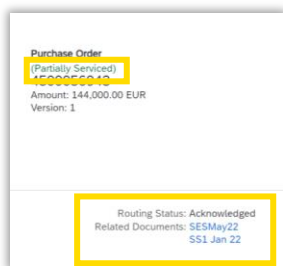 Purchase Order
(Partially Serviced)
Amount: 144,000.00 EUR
Version: 1
Routing Status: Acknowledged
Related Documents: SESMay22
SS1 Jan 22